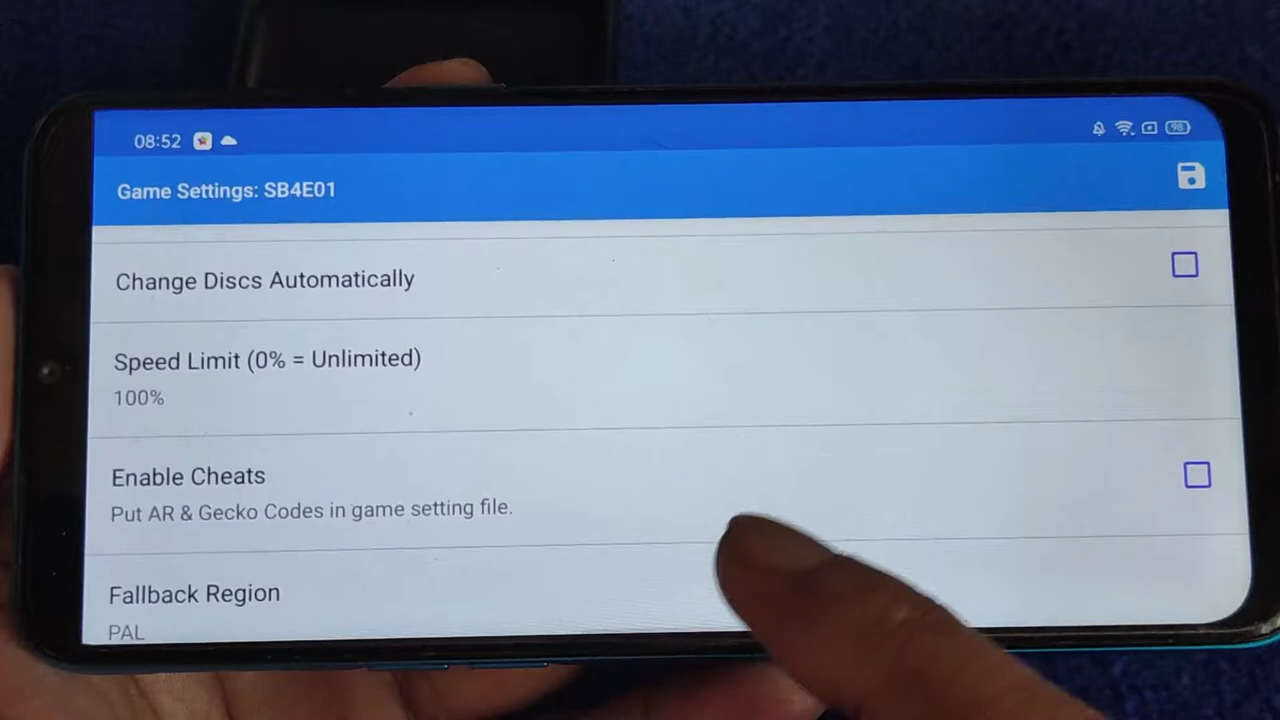 08:52
98
Game Settings: SB4E01
Change Discs Automatically
Speed Limit (0% = Unlimited)
100%
Enable Cheats
Put AR & Gecko Codes in game setting file.
Fallback Region
PAL